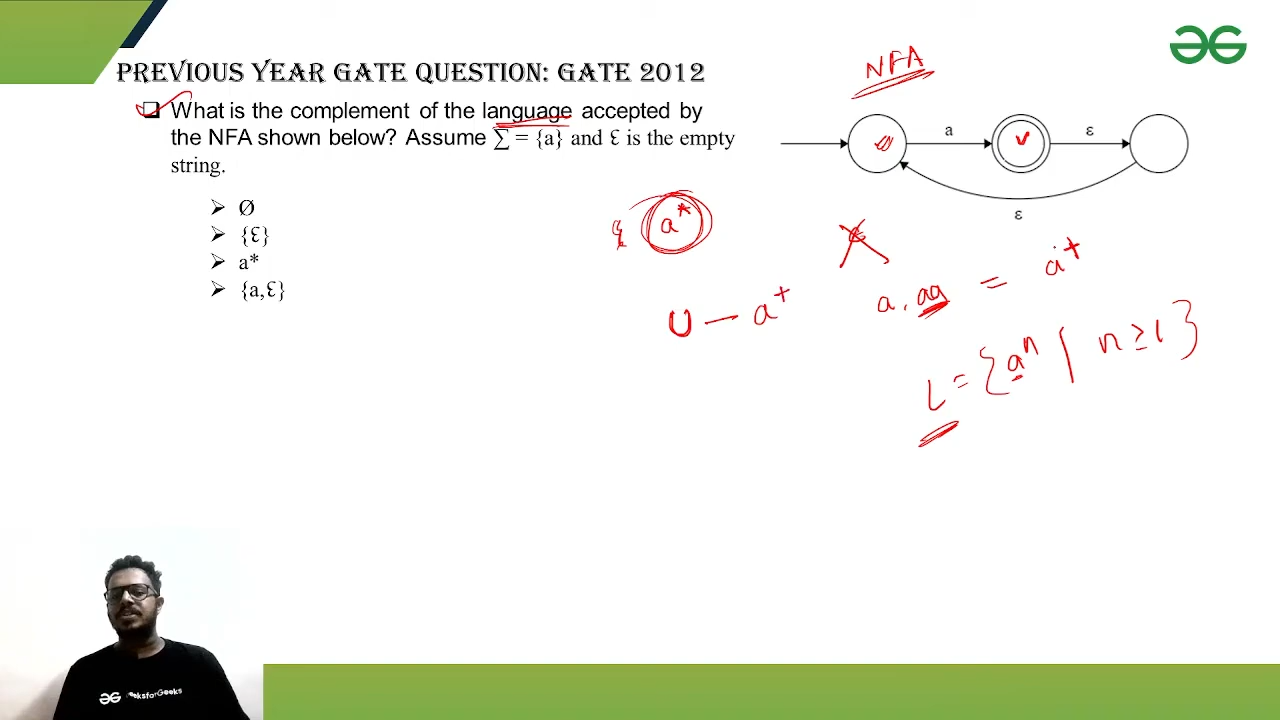 PREVIOUS YEAR GATE QUESTION: GATE 2012
❑ What is the complement of the language accepted by
the NFA shown below? Assume ∑ = {a} and Ɛ is the empty
string.
➢ Ø
➢ {Ɛ}
➢ a*
➢ {a,Ɛ}
NFA
a
ε
ε
a*
a, aa = a⁺
U – a⁺
L = {aⁿ | n ≥ 1}
GeeksforGeeks